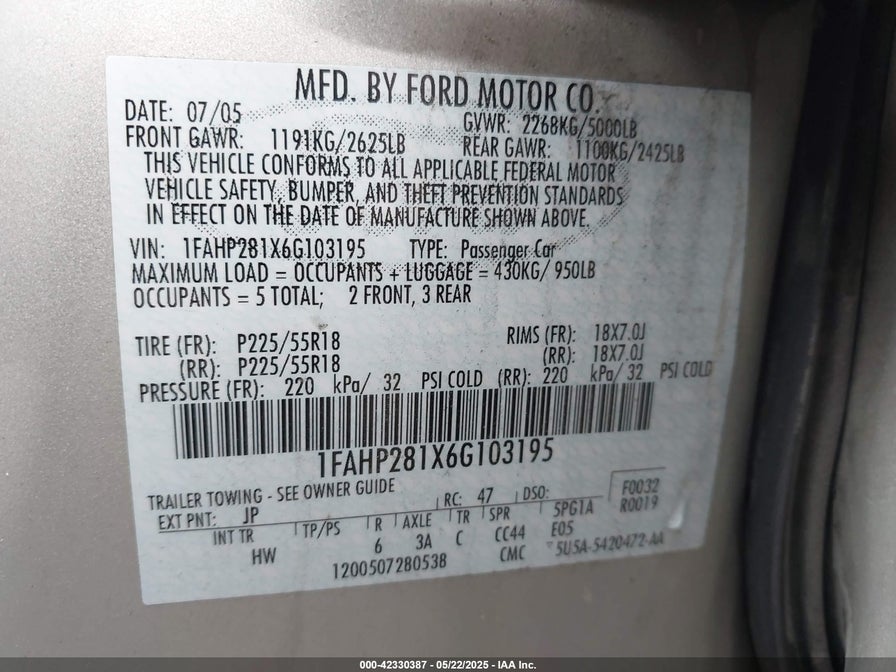 MFD. BY FORD MOTOR CO.
DATE: 07/05 GVWR: 2268KG/5000LB
FRONT GAWR: 1191KG/2625LB REAR GAWR: 1100KG/2425LB
THIS VEHICLE CONFORMS TO ALL APPLICABLE FEDERAL MOTOR
VEHICLE SAFETY, BUMPER, AND THEFT PREVENTION STANDARDS
IN EFFECT ON THE DATE OF MANUFACTURE SHOWN ABOVE.
VIN: 1FAHP281X6G103195 TYPE: Passenger Car
MAXIMUM LOAD = OCCUPANTS + LUGGAGE = 430KG/ 950LB
OCCUPANTS = 5 TOTAL; 2 FRONT, 3 REAR
TIRE (FR): P225/55R18 RIMS (FR): 18X7.0J
(RR): P225/55R18 (RR): 18X7.0J
PRESSURE (FR): 220 kPa/ 32 PSI COLD (RR): 220 kPa/ 32 PSI COLD
1FAHP281X6G103195
TRAILER TOWING - SEE OWNER GUIDE
EXT PNT: JP RC: 47 DSO: F0032
R0019
INT TR TP/PS R AXLE TR SPR 5PG1A
HW 6 3A C CC44 E05
1200507280538 CMC 5U5A-5420472-AA
000-42330387 - 05/22/2025 - IAA Inc.